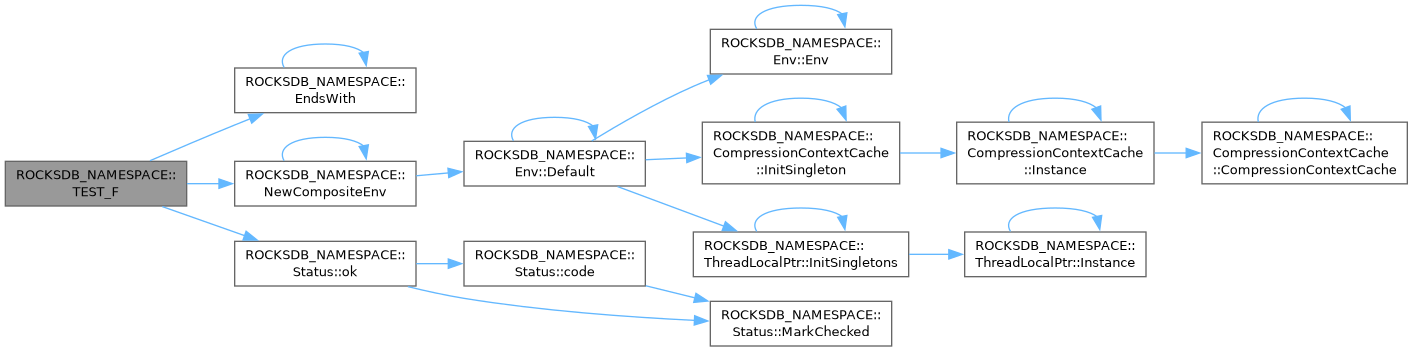 ROCKSDB_NAMESPACE::
TEST_F
ROCKSDB_NAMESPACE::
EndsWith
ROCKSDB_NAMESPACE::
NewCompositeEnv
ROCKSDB_NAMESPACE::
Status::ok
ROCKSDB_NAMESPACE::
Env::Default
ROCKSDB_NAMESPACE::
Status::code
ROCKSDB_NAMESPACE::
Env::Env
ROCKSDB_NAMESPACE::
CompressionContextCache
::InitSingleton
ROCKSDB_NAMESPACE::
ThreadLocalPtr::InitSingletons
ROCKSDB_NAMESPACE::
Status::MarkChecked
ROCKSDB_NAMESPACE::
CompressionContextCache
::Instance
ROCKSDB_NAMESPACE::
ThreadLocalPtr::Instance
ROCKSDB_NAMESPACE::
CompressionContextCache
::CompressionContextCache